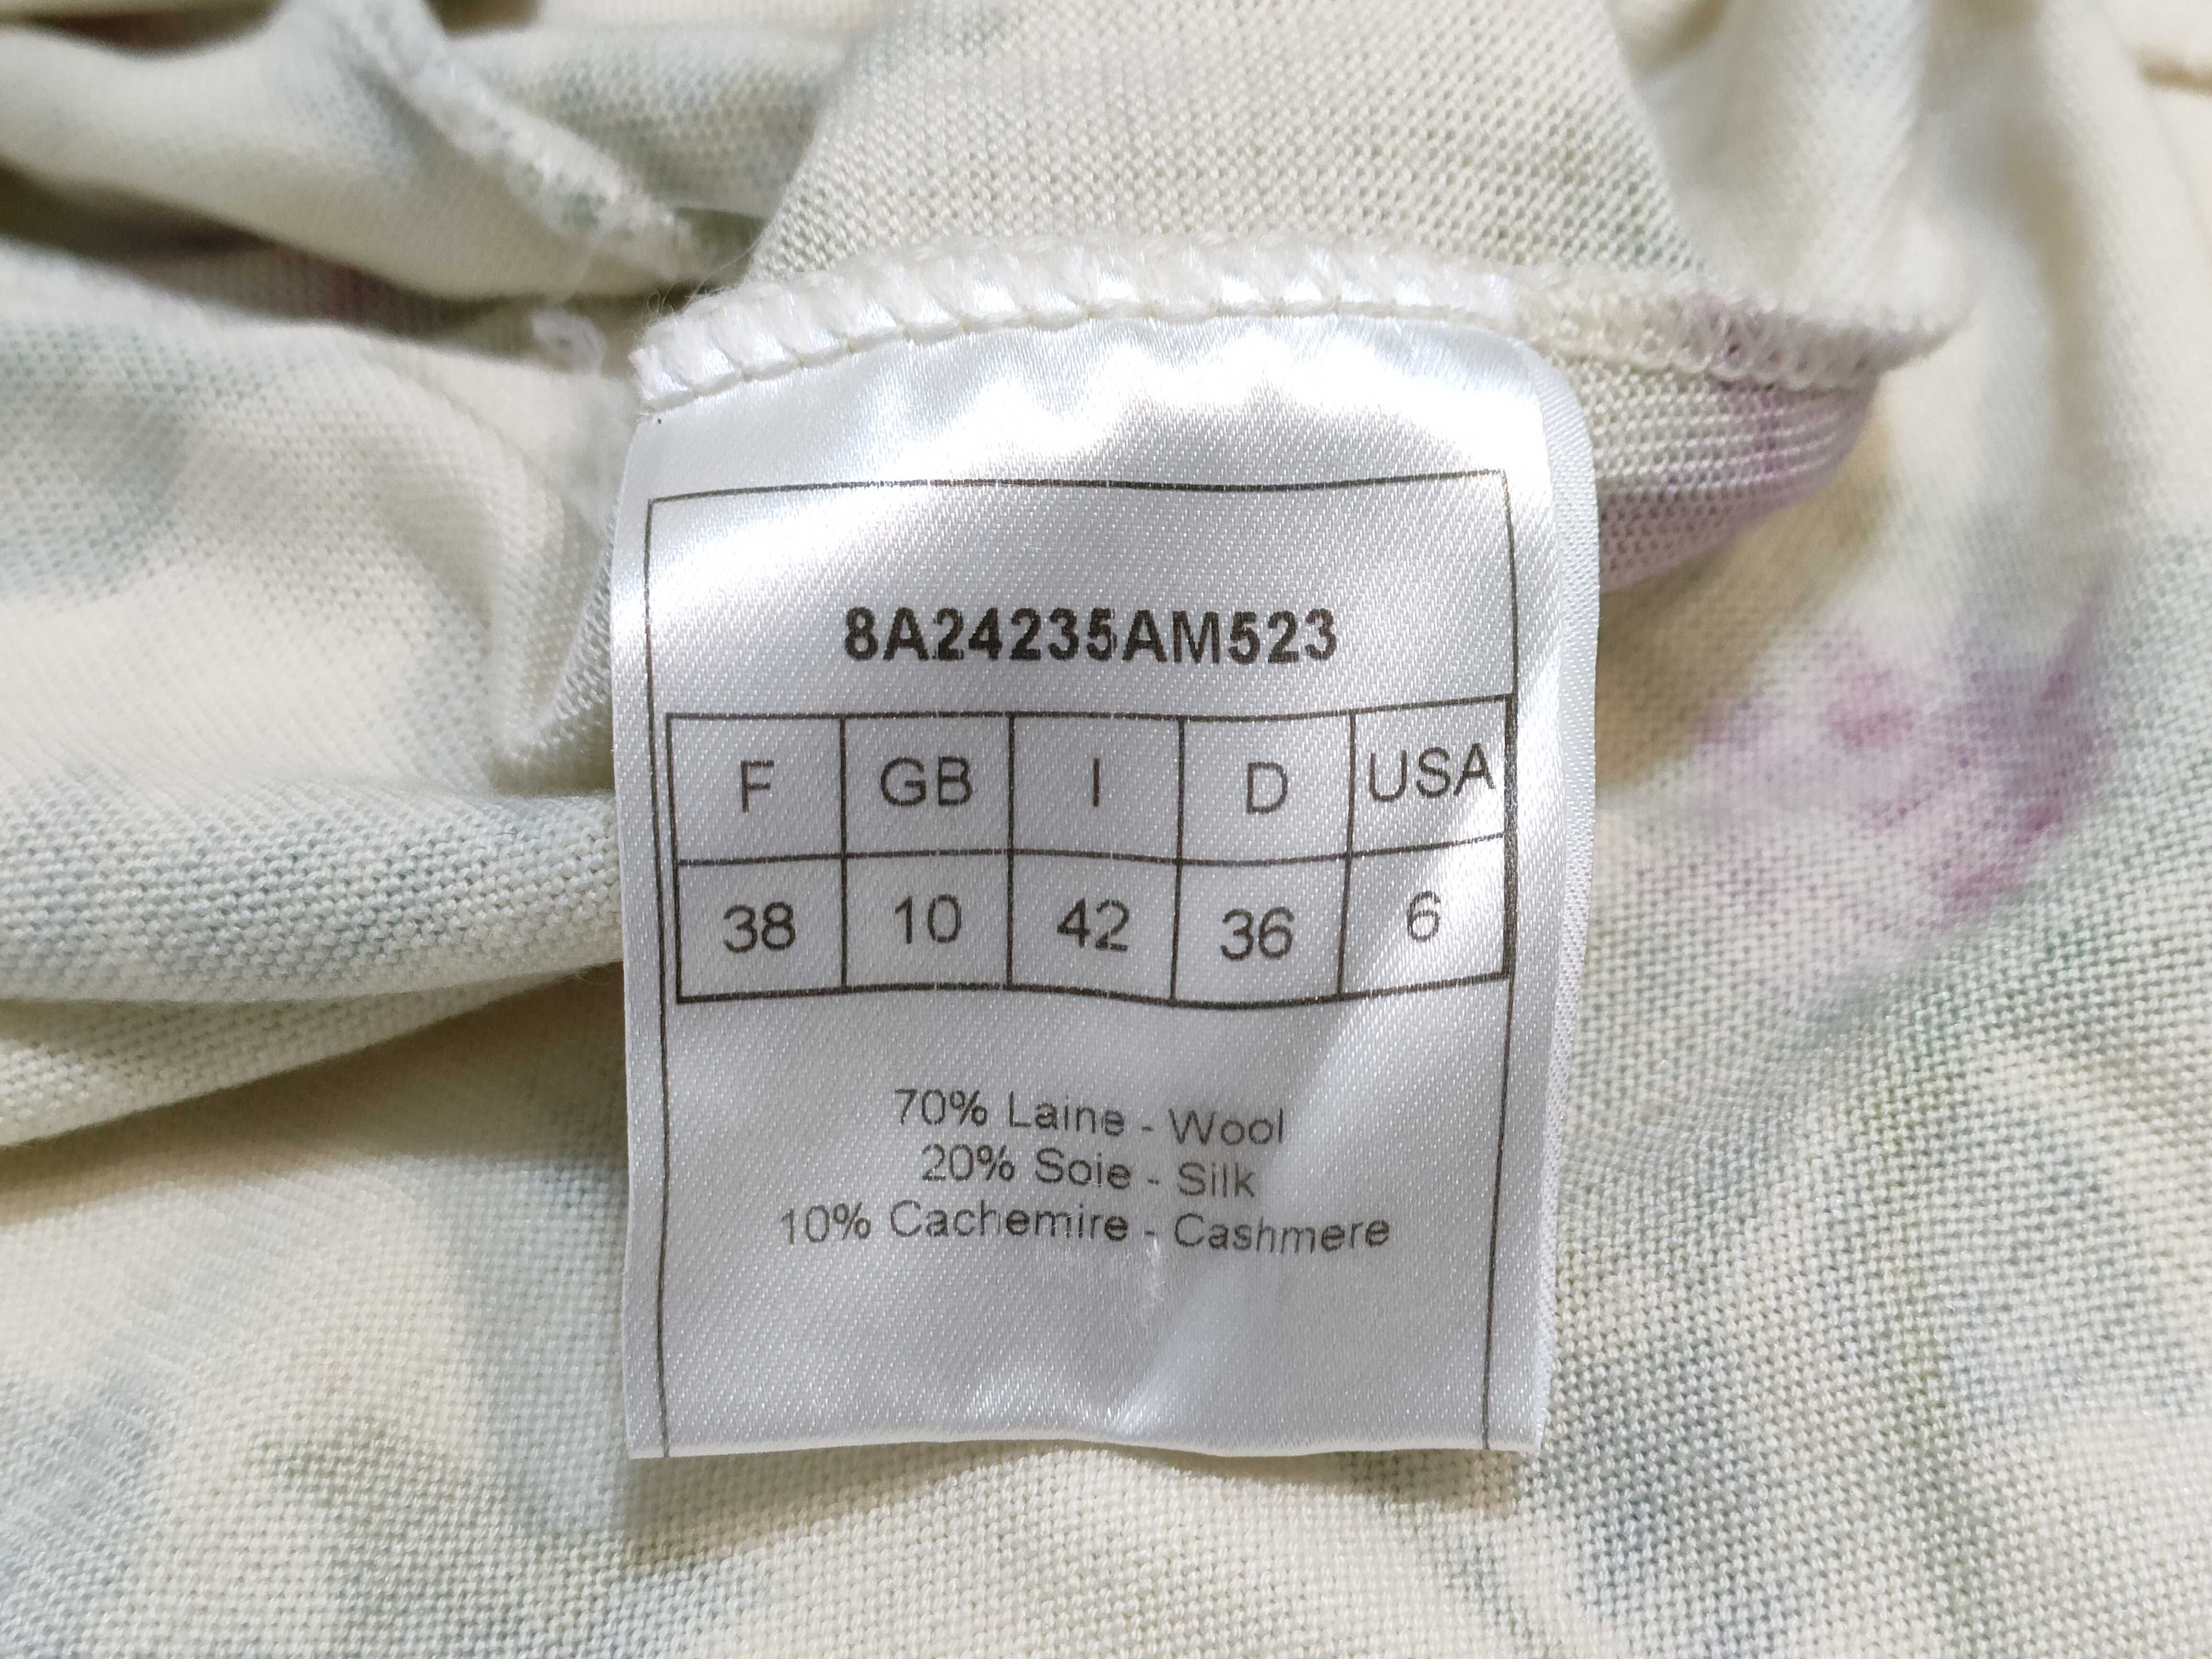 8A24235AM523
F GB I D USA
38 10 42 36 6
70% Laine - Wool
20% Soie - Silk
10% Cachemire - Cashmere